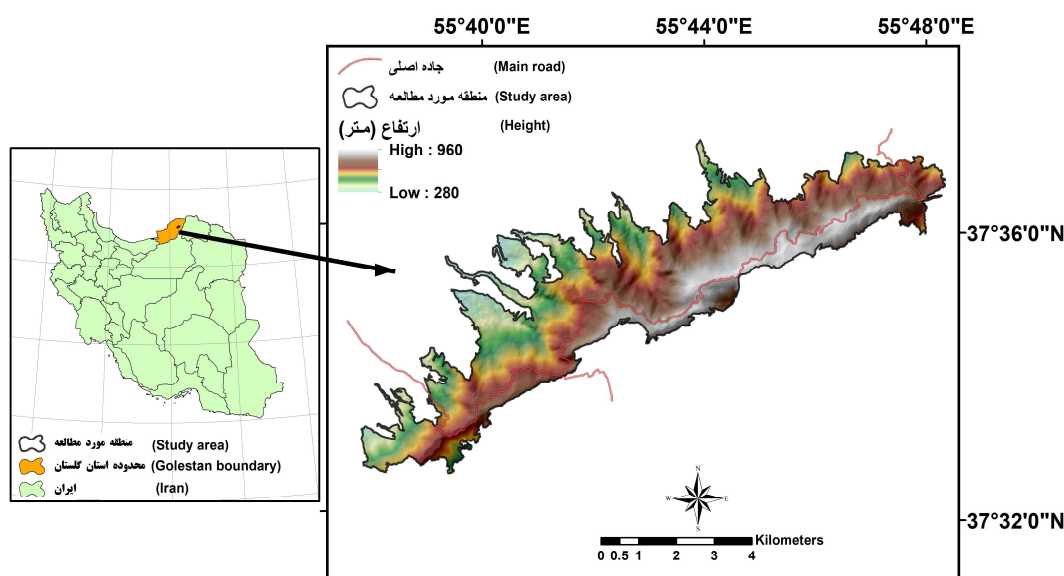 55°40'0"E 55°44'0"E 55°48'0"E
جاده اصلی (Main road)
منطقه مورد مطالعه (Study area)
ارتفاع (متر) (Height)
High : 960
Low : 280
37°36'0"N
37°32'0"N
N
W E
S
Kilometers
0 0.5 1 2 3 4
منطقه مورد مطالعه (Study area)
محدوده استان گلستان (Golestan boundary)
ایران (Iran)